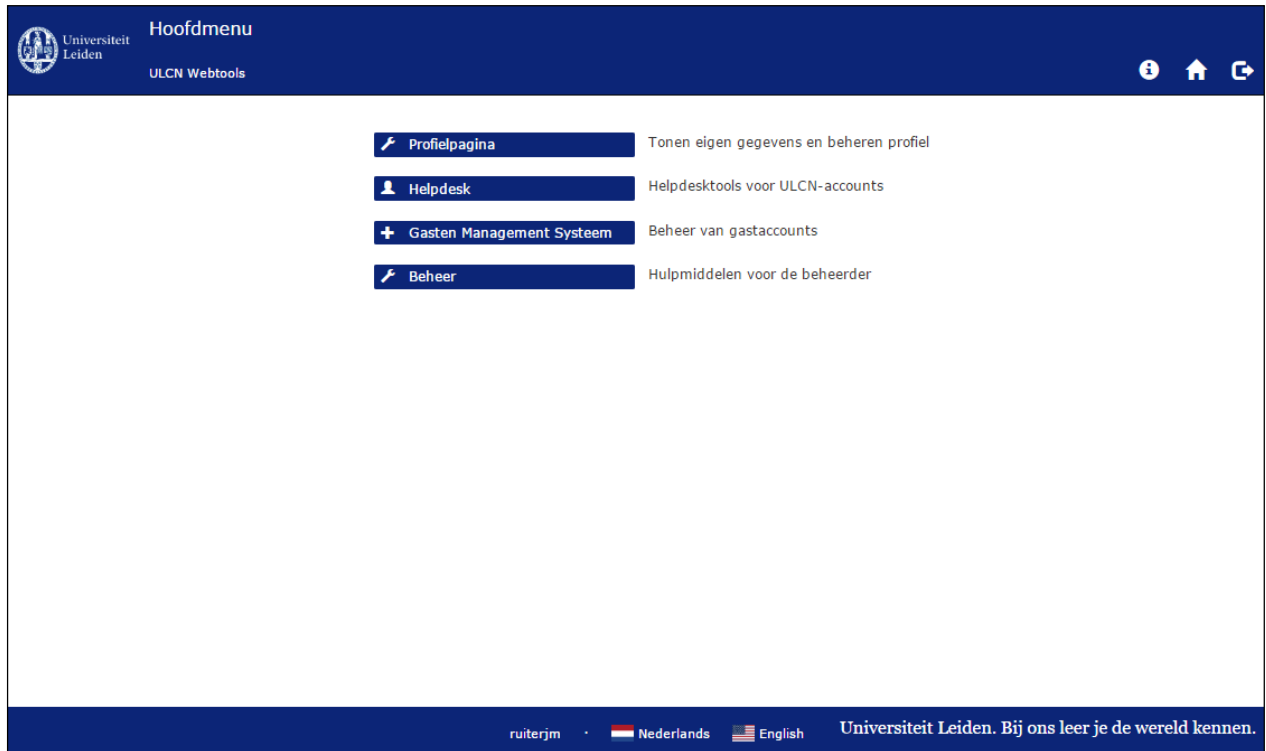 Universiteit
Leiden
Hoofdmenu
ULCN Webtools
Profielpagina Tonen eigen gegevens en beheren profiel
Helpdesk Helpdesktools voor ULCN-accounts
Gasten Management Systeem Beheer van gastaccounts
Beheer Hulpmiddelen voor de beheerder
ruiterjm · Nederlands English Universiteit Leiden. Bij ons leer je de wereld kennen.